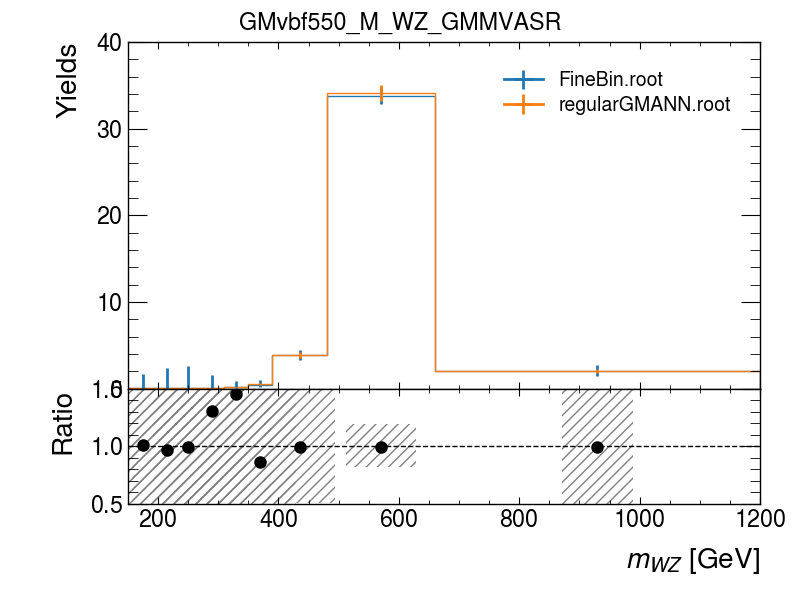 GMvbf550_M_WZ_GMMVASR
Yields
40
30
20
10
FineBin.root
regularGMANN.root
Ratio
1.5
1.0
0.5
200 400 600 800 1000 1200
m_WZ [GeV]